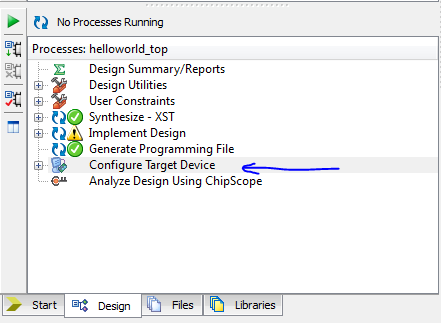 No Processes Running
Processes: helloworld_top
Design Summary/Reports
Design Utilities
User Constraints
Synthesize - XST
Implement Design
Generate Programming File
Configure Target Device
Analyze Design Using ChipScope
Start Design Files Libraries